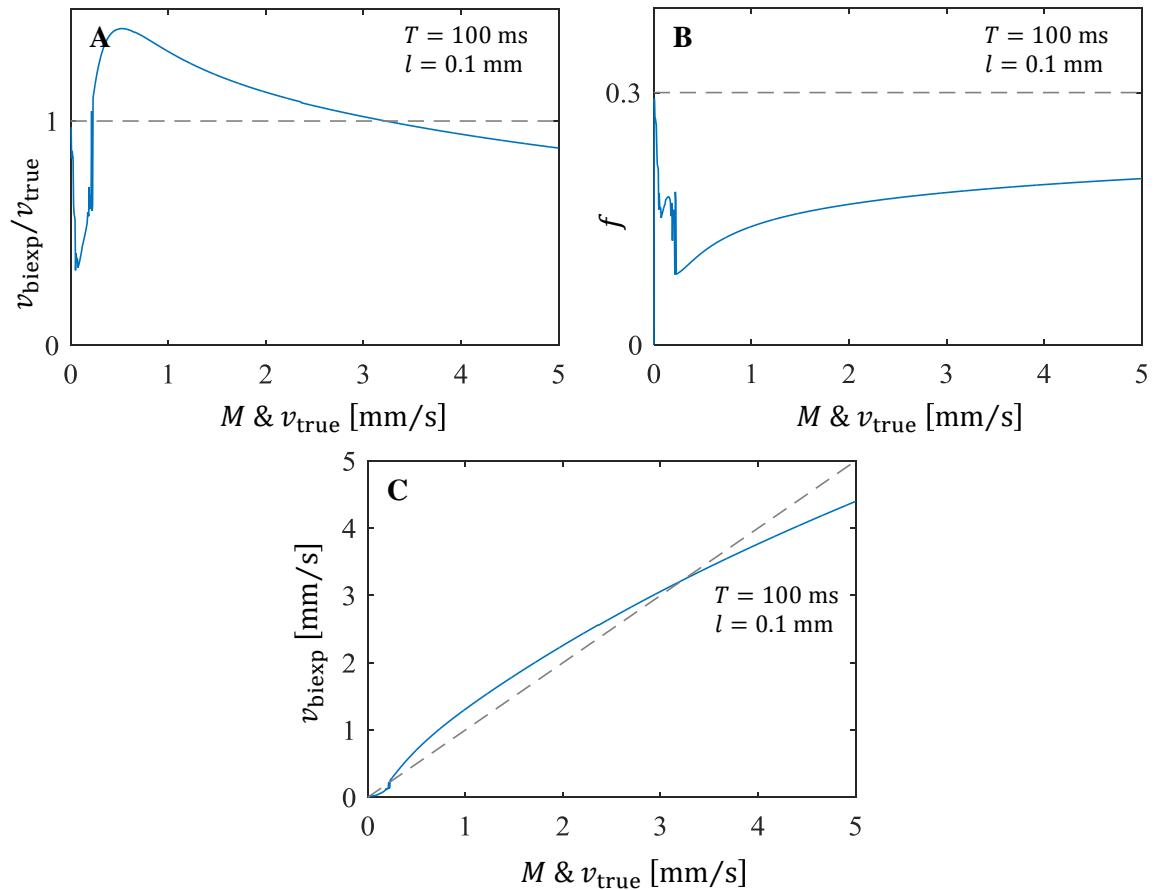 A
T = 100 ms
l = 0.1 mm
1
0
v_biexp/v_true
0 1 2 3 4 5
M & v_true [mm/s]
B
T = 100 ms
l = 0.1 mm
0.3
0
f
0 1 2 3 4 5
M & v_true [mm/s]
C
5
4
3
2
1
0
v_biexp [mm/s]
T = 100 ms
l = 0.1 mm
0 1 2 3 4 5
M & v_true [mm/s]